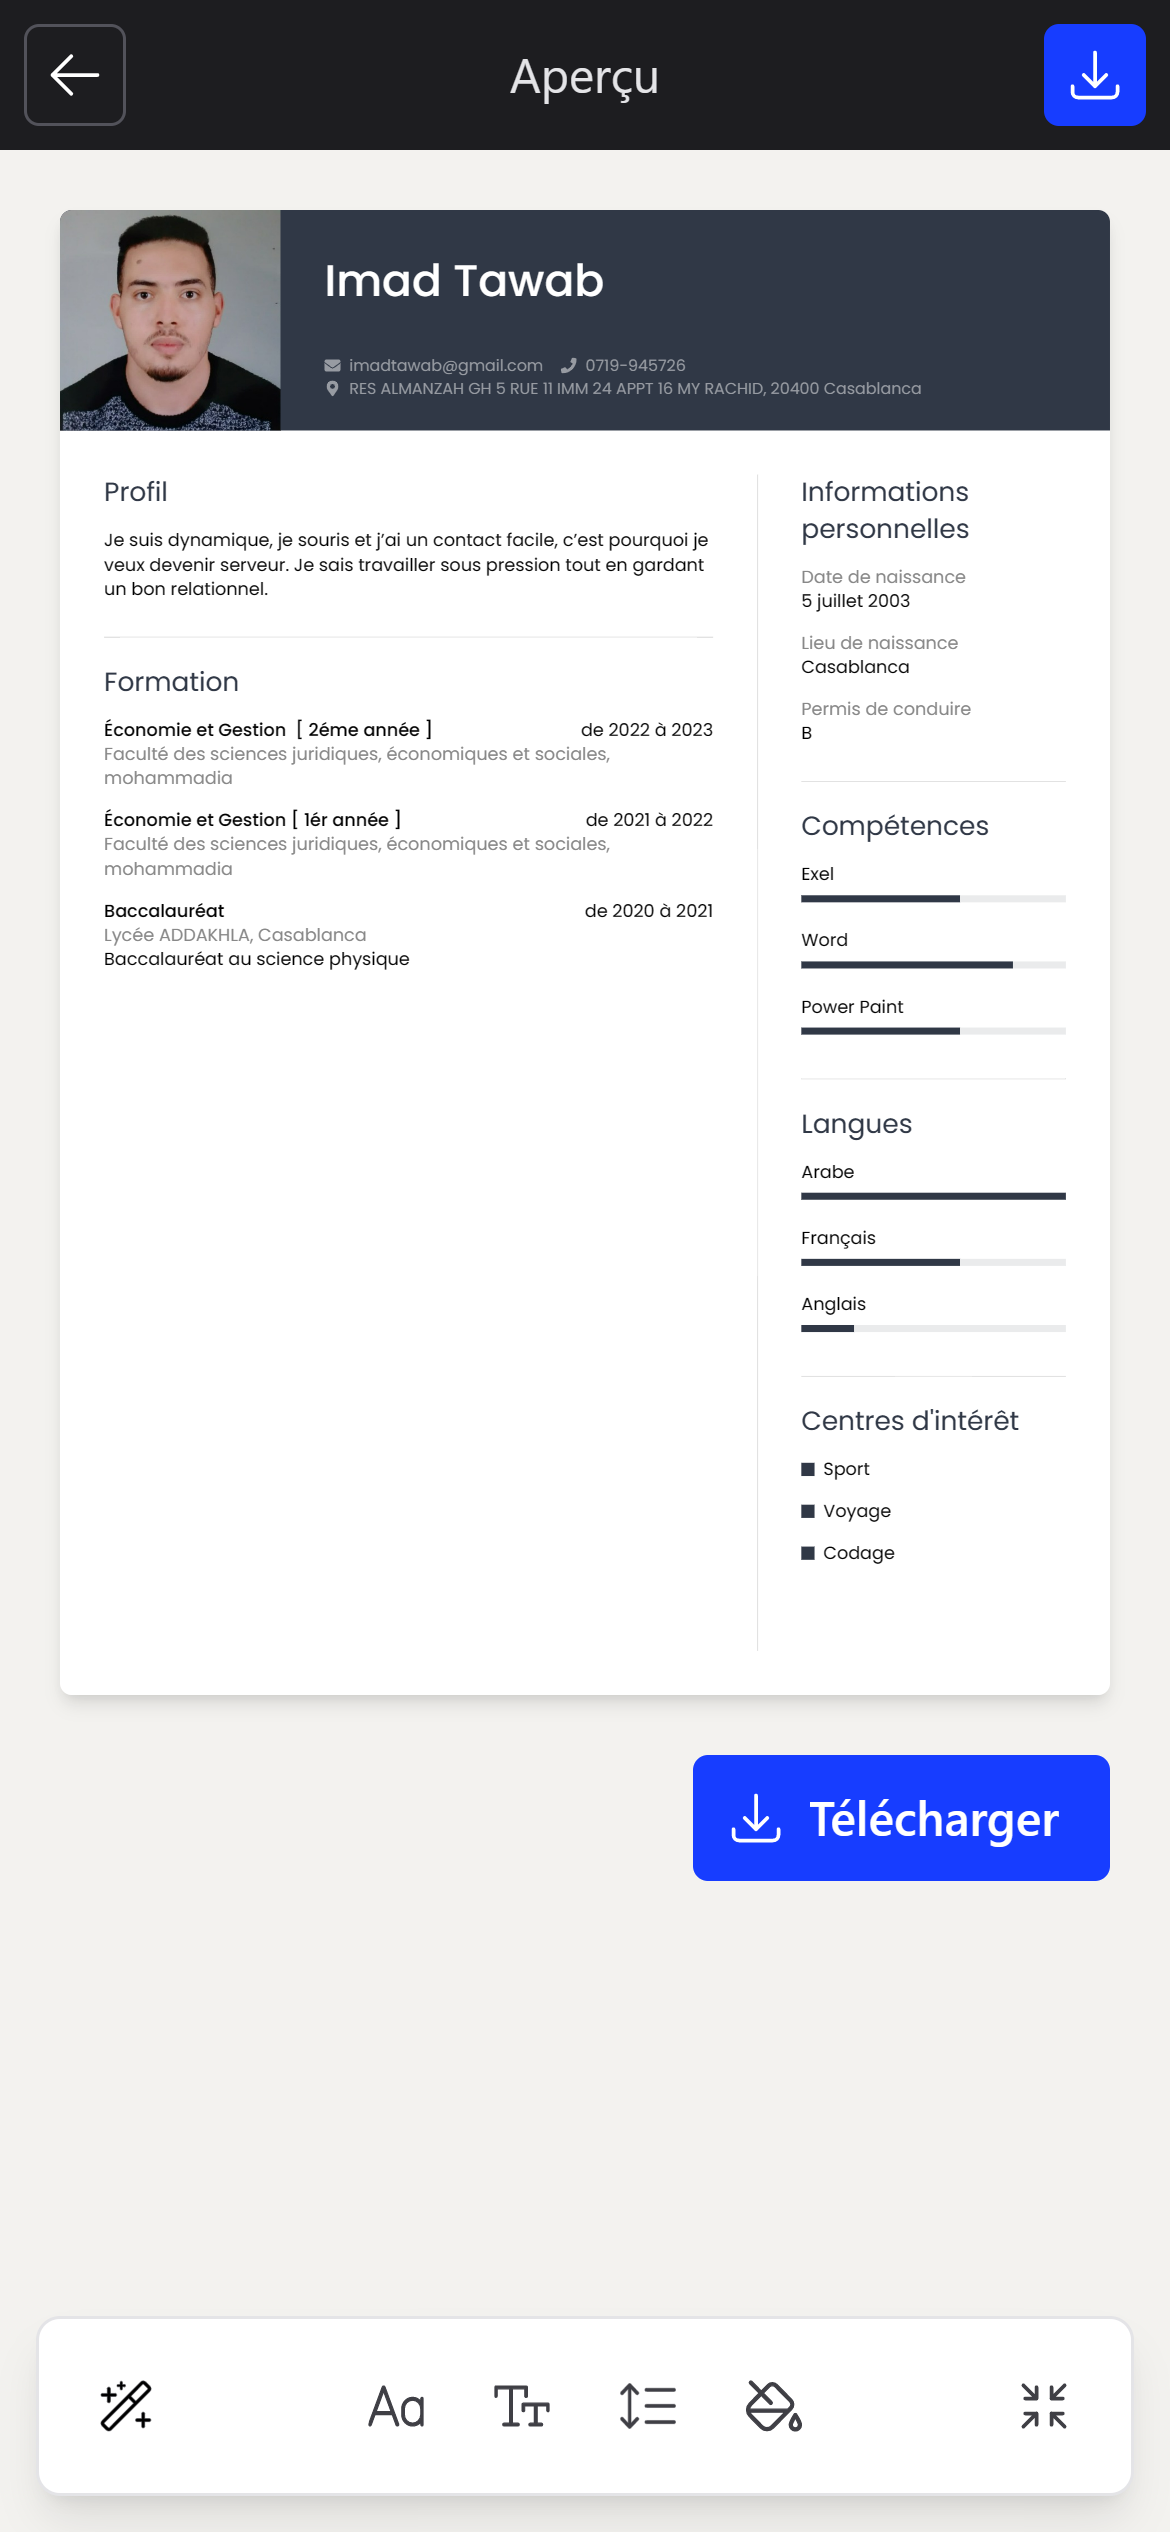 Aperçu
Imad Tawab
imadtawab@gmail.com 0719-945726
RES ALMANZAH GH 5 RUE 11 IMM 24 APPT 16 MY RACHID, 20400 Casablanca
Profil
Je suis dynamique, je souris et j’ai un contact facile, c’est pourquoi je
veux devenir serveur. Je sais travailler sous pression tout en gardant
un bon relationnel.
Formation
Économie et Gestion [ 2éme année ] de 2022 à 2023
Faculté des sciences juridiques, économiques et sociales,
mohammadia
Économie et Gestion [ 1ér année ] de 2021 à 2022
Faculté des sciences juridiques, économiques et sociales,
mohammadia
Baccalauréat de 2020 à 2021
Lycée ADDAKHLA, Casablanca
Baccalauréat au science physique
Informations
personnelles
Date de naissance
5 juillet 2003
Lieu de naissance
Casablanca
Permis de conduire
B
Compétences
Exel
Word
Power Paint
Langues
Arabe
Français
Anglais
Centres d'intérêt
Sport
Voyage
Codage
Télécharger
Aa
TT